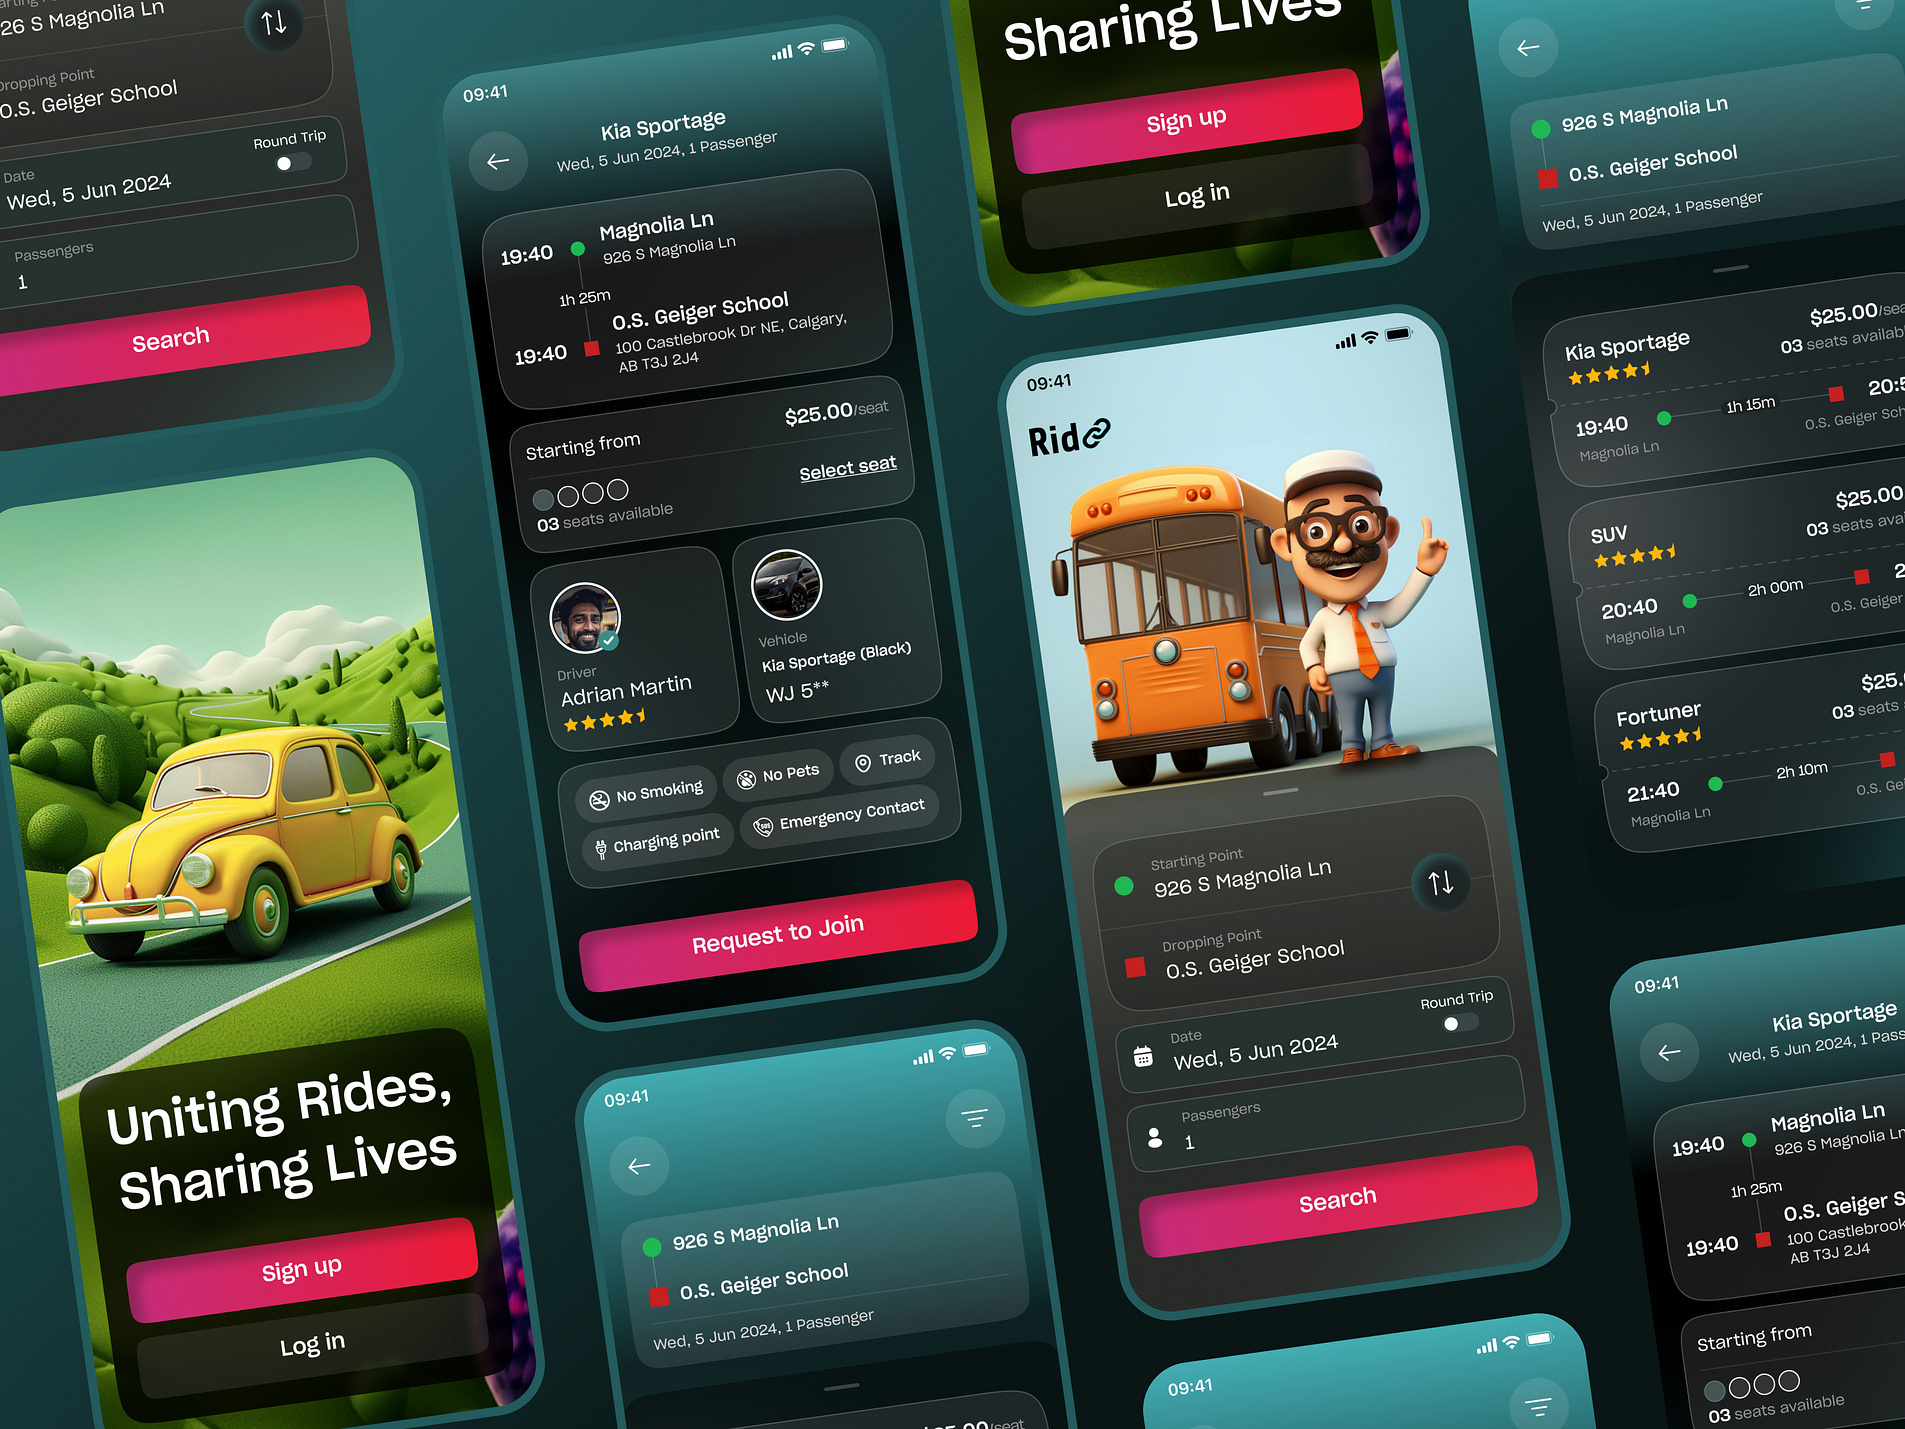 26 S Magnolia Ln
Dropping Point
O.S. Geiger School
Round Trip
Date
Wed, 5 Jun 2024
Passengers
1
Search
Uniting Rides,
Sharing Lives
Sign up
Log in
09:41
Kia Sportage
Wed, 5 Jun 2024, 1 Passenger
19:40
Magnolia Ln
926 S Magnolia Ln
1h 25m
O.S. Geiger School
19:40
100 Castlebrook Dr NE, Calgary,
AB T3J 2J4
Starting from
$25.00/seat
Select seat
03 seats available
Driver
Adrian Martin
Vehicle
Kia Sportage (Black)
WJ 5**
No Smoking
No Pets
Track
Charging point
SOS
Emergency Contact
Request to Join
09:41
926 S Magnolia Ln
O.S. Geiger School
Wed, 5 Jun 2024, 1 Passenger
/seat
Sharing Lives
Sign up
Log in
09:41
Rid
Starting Point
926 S Magnolia Ln
Dropping Point
O.S. Geiger School
Date
Wed, 5 Jun 2024
Round Trip
Passengers
1
Search
09:41
926 S Magnolia Ln
O.S. Geiger School
Wed, 5 Jun 2024, 1 Passenger
Kia Sportage
$25.00/sea
03 seats availab
19:40
1h 15m
20:5
Magnolia Ln
O.S. Geiger Sch
SUV
$25.00
03 seats avai
20:40
2h 00m
2
Magnolia Ln
O.S. Geiger
Fortuner
$25.
03 seats
21:40
2h 10m
Magnolia Ln
O.S. Ge
09:41
Kia Sportage
Wed, 5 Jun 2024, 1 Pass
19:40
Magnolia Ln
926 S Magnolia Ln
1h 25m
O.S. Geiger S
19:40
100 Castlebrook
AB T3J 2J4
Starting from
03 seats available